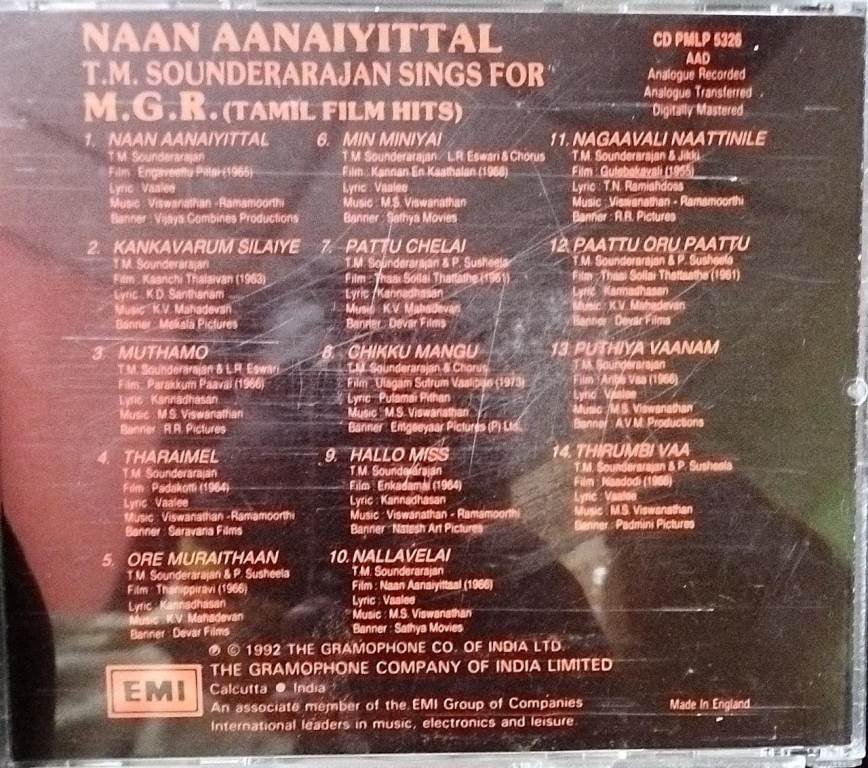 NAAN AANAIYITTAL
T.M. SOUNDERARAJAN SINGS FOR
M.G.R. (TAMIL FILM HITS)
CD PMLP 5326
AAD
Analogue Recorded
Analogue Transferred
Digitally Mastered
1. NAAN AANAIYITTAL
T.M. Sounderarajan
Film : Engaveettu Pillai (1965)
Lyric : Vaalee
Music : Viswanathan -Ramamoorthi
Banner : Vijaya Combines Productions
2. KANKAVARUM SILAIYE
T.M. Sounderarajan
Film : Kaanchi Thalaivan (1963)
Lyric : K.D. Santhanam
Music : K.V. Mahadevan
Banner : Mekala Pictures
3. MUTHAMO
T.M. Sounderarajan & L.R. Eswari
Film : Parakkum Paavai (1966)
Lyric : Kannadhasan
Music : M.S. Viswanathan
Banner : R.R. Pictures
4. THARAIMEL
T.M. Sounderarajan
Film : Padakotti (1964)
Lyric : Vaalee
Music : Viswanathan -Ramamoorthi
Banner : Saravana Films
5. ORE MURAITHAAN
T.M. Sounderarajan & P. Susheela
Film : Thanippiravi (1966)
Lyric : Kannadhasan
Music : K.V. Mahadevan
Banner : Devar Films
6. MIN MINIYAI
T.M. Sounderarajan L.R. Eswari & Chorus
Film : Kannan En Kaathalan (1968)
Lyric : Vaalee
Music : M.S. Viswanathan
Banner : Sathya Movies
7. PATTU CHELAI
T.M. Sounderarajan & P. Susheela
Film : Thaai Sollai Thattathe (1961)
Lyric : Kannadhasan
Music : K.V. Mahadevan
Banner : Devar Films
8. CHIKKU MANGU
T.M. Sounderarajan & Chorus
Film : Ulagam Sutrum Vaaliban (1973)
Lyric : Pulamai Pithan
Music : M.S. Viswanathan
Banner : Emgeeyaar Pictures (P) Ltd.
9. HALLO MISS
T.M. Sounderarajan
Film : Enkadamai (1964)
Lyric : Kannadhasan
Music : Viswanathan - Ramamoorthi
Banner : Natesh Art Pictures
10. NALLAVELAI
T.M. Sounderarajan
Film : Naan Aanaiyittaal (1966)
Lyric : Vaalee
Music : M.S. Viswanathan
Banner : Sathya Movies
11. NAGAAVALI NAATTINILE
T.M. Sounderarajan & Jikki
Film : Gulebakavali (1955)
Lyric : T.N. Ramiahdoss
Music : Viswanathan - Ramamoorthi
Banner : R.R. Pictures
12. PAATTU ORU PAATTU
T.M. Sounderarajan & P. Susheela
Film : Thaai Sollai Thattaathe (1961)
Lyric : Kannadhasan
Music : K.V. Mahadevan
Banner : Devar Films
13. PUTHIYA VAANAM
T.M. Sounderarajan
Film : Anbe Vaa (1966)
Lyric : Vaalee
Music : M.S. Viswanathan
Banner : A.V.M. Productions
14. THIRUMBI VAA
T.M. Sounderarajan & P. Susheela
Film : Naadodi (1966)
Lyric : Vaalee
Music : M.S. Viswanathan
Banner : Padmini Pictures
℗ © 1992 THE GRAMOPHONE CO. OF INDIA LTD.
EMI
THE GRAMOPHONE COMPANY OF INDIA LIMITED
Calcutta ● India
An associate member of the EMI Group of Companies
International leaders in music, electronics and leisure.
Made In England